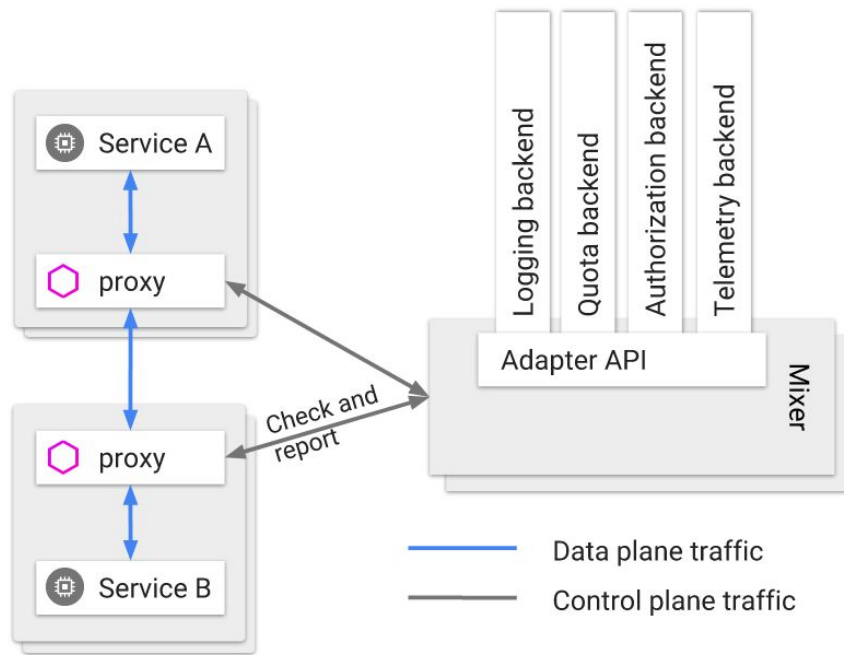 Service A
proxy
proxy
Service B
Check and
report
Logging backend
Quota backend
Authorization backend
Telemetry backend
Adapter API
Mixer
Data plane traffic
Control plane traffic